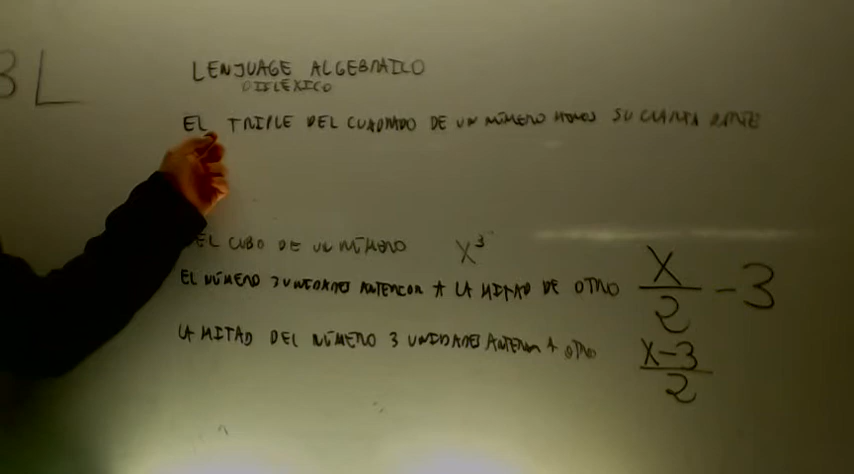 3L
LENJUAGE ALGEBRAICO
DISLÉXICO
EL TRIPLE DEL CUADRADO DE UN NÚMERO MENOS SU CUARTA PARTE
EL CUBO DE UN NÚMERO x³
EL NÚMERO 3 UNIDADES ANTERIOR A LA MITAD DE OTRO x/2 - 3
LA MITAD DEL NÚMERO 3 UNIDADES ANTERIOR A OTRO x-3/2